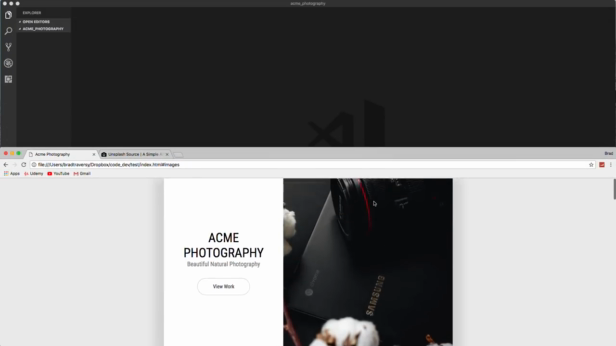 acme_photography
EXPLORER
OPEN EDITORS
ACME_PHOTOGRAPHY
Acme Photography
Unsplash Source | A Simple A
Brad
file:///Users/bradtraversy/Dropbox/code_dev/test/index.html#images
Apps
Udemy
YouTube
Gmail
ACME
PHOTOGRAPHY
Beautiful Natural Photography
View Work
SAMSUNG